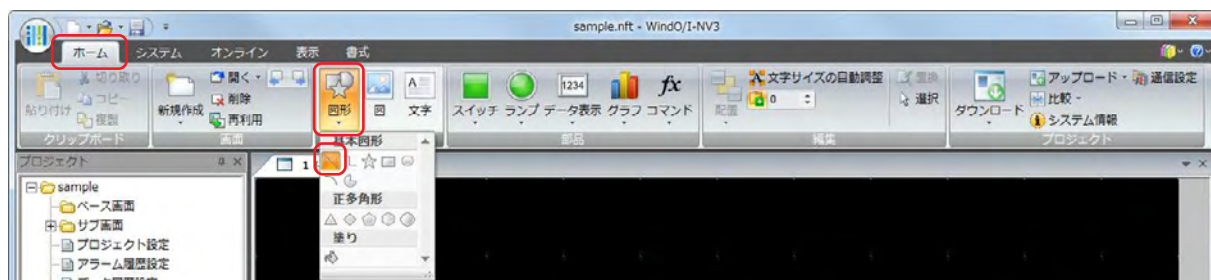 sample.nft - WindO/I-NV3
ホーム システム オンライン 表示 書式
貼り付け 切り取り コピー 複製
クリップボード
新規作成 開く 削除 再利用
画面
図形 図 文字
スイッチ ランプ 1234 データ表示 グラフ fx コマンド
部品
配置 文字サイズの自動調整 0 置換 選択
編集
ダウンロード アップロード 比較 システム情報 通信設定
プロジェクト
基本図形
正多角形
塗り
プロジェクト
1
sample
ベース画面
サブ画面
プロジェクト設定
アラーム履歴設定